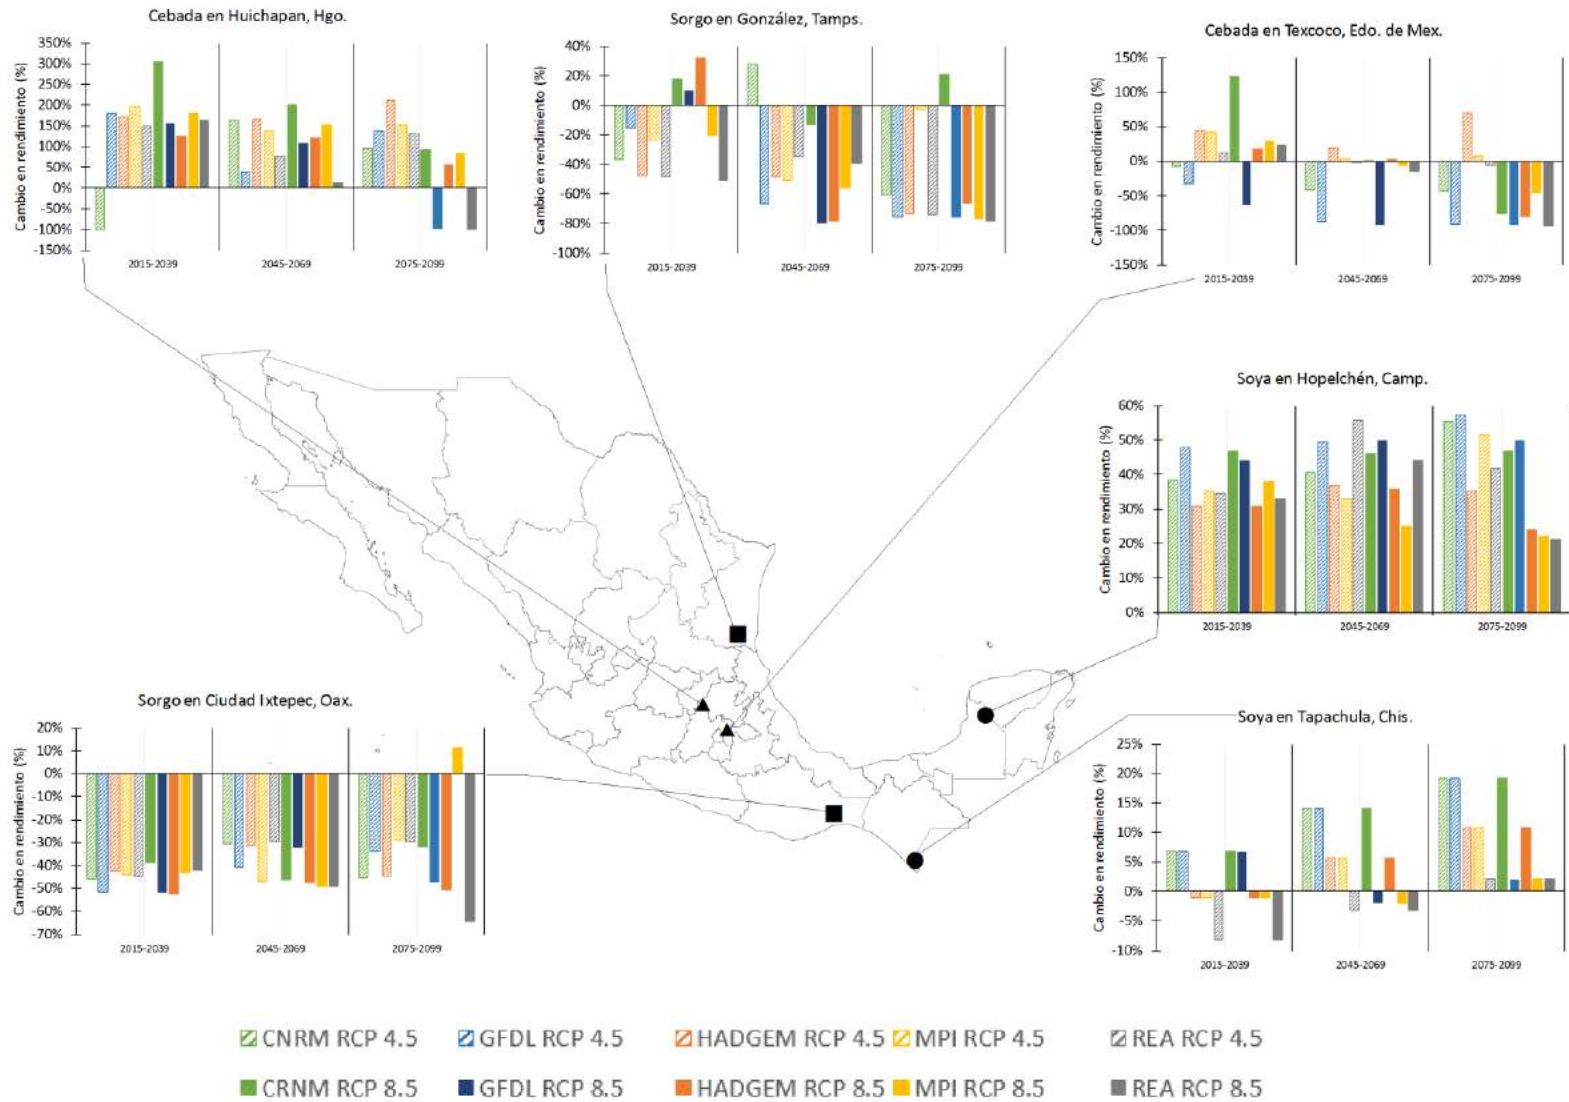 Cebada en Huichapan, Hgo.
Cambio en rendimiento (%)
350%
300%
250%
200%
150%
100%
50%
0%
-50%
-100%
-150%
2015-2039 2045-2069 2075-2099
Sorgo en González, Tamps.
Cambio en rendimiento (%)
40%
20%
0%
-20%
-40%
-60%
-80%
-100%
2015-2039 2045-2069 2075-2099
Cebada en Texcoco, Edo. de Mex.
Cambio en rendimiento (%)
150%
100%
50%
0%
-50%
-100%
-150%
2015-2039 2045-2069 2075-2099
Soya en Hopelchén, Camp.
Cambio en rendimiento (%)
60%
50%
40%
30%
20%
10%
0%
2015-2039 2045-2069 2075-2099
Sorgo en Ciudad Ixtepec, Oax.
Cambio en rendimiento (%)
20%
10%
0%
-10%
-20%
-30%
-40%
-50%
-60%
-70%
2015-2039 2045-2069 2075-2099
Soya en Tapachula, Chis.
Cambio en rendimiento (%)
25%
20%
15%
10%
5%
0%
-5%
-10%
2015-2039 2045-2069 2075-2099
CNRM RCP 4.5 GFDL RCP 4.5 HADGEM RCP 4.5 MPI RCP 4.5 REA RCP 4.5
CRNM RCP 8.5 GFDL RCP 8.5 HADGEM RCP 8.5 MPI RCP 8.5 REA RCP 8.5